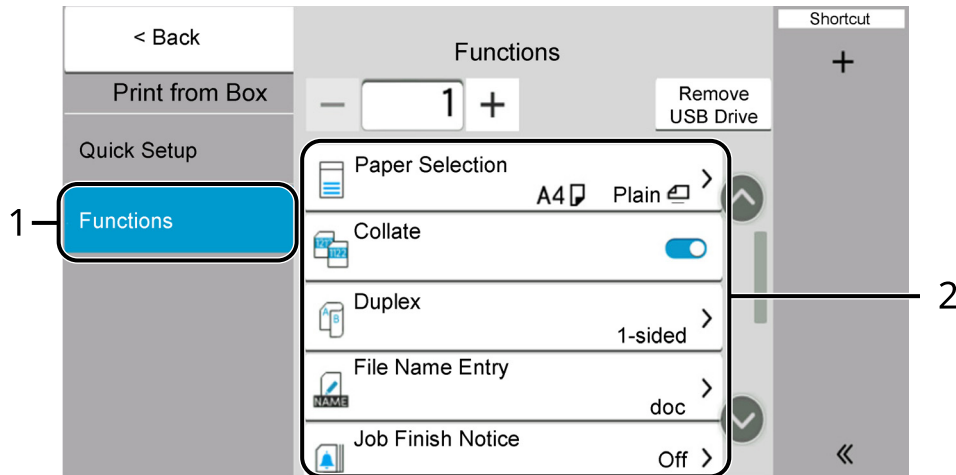 Shortcut
< Back
Functions
+
Print from Box
− 1 +
Remove
USB Drive
Quick Setup
Paper Selection
A4 Plain
1
Functions
Collate
2
Duplex
1-sided
File Name Entry
NAME
doc
Job Finish Notice
Off
«